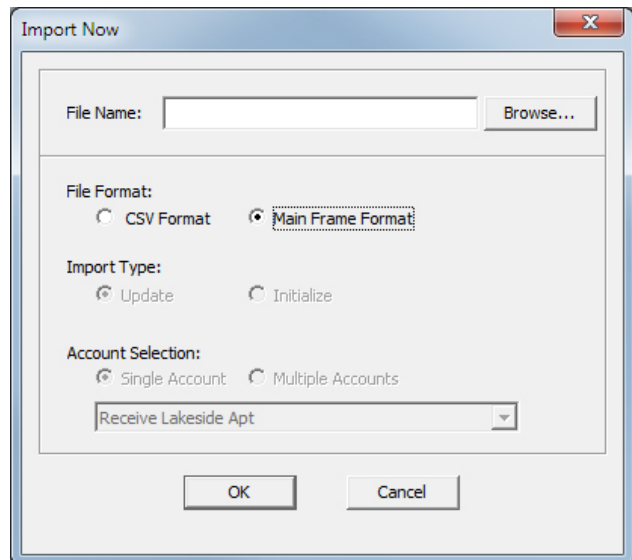 Import Now
File Name: Browse...
File Format:
CSV Format Main Frame Format
Import Type:
Update Initialize
Account Selection:
Single Account Multiple Accounts
Receive Lakeside Apt
OK Cancel